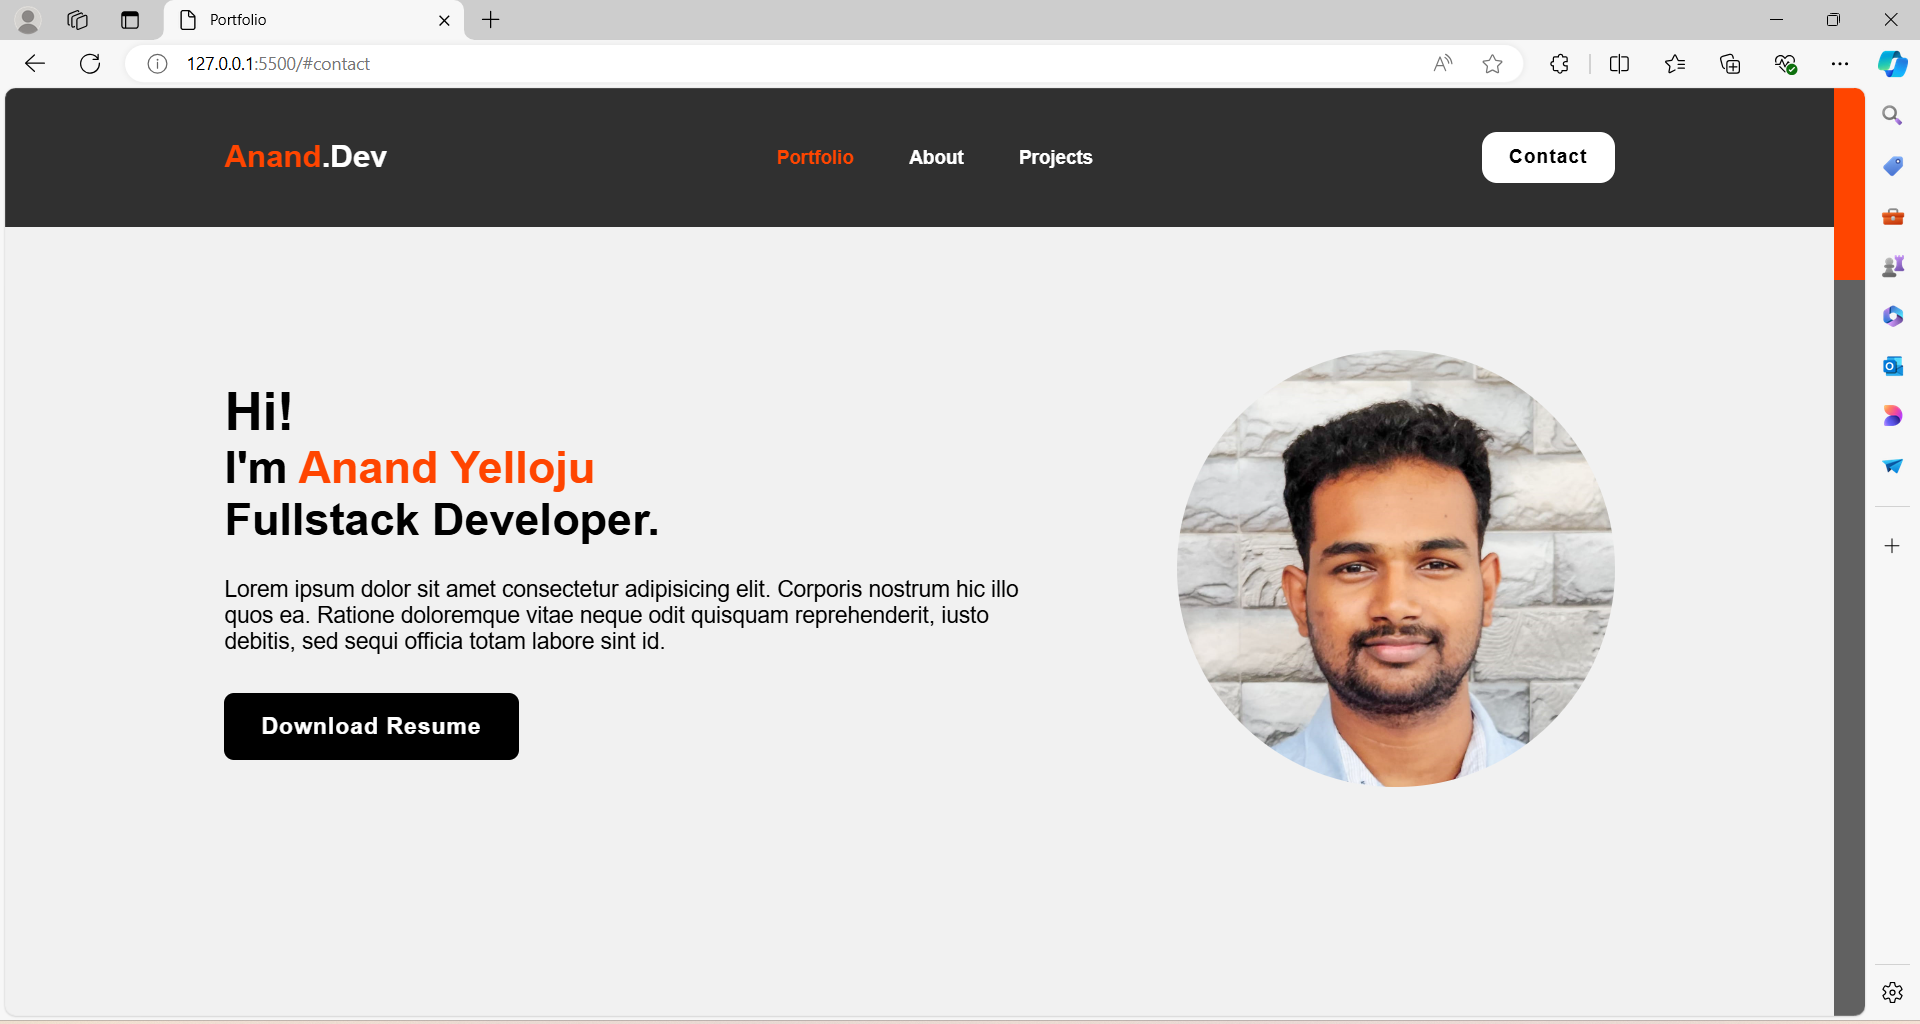 Portfolio
127.0.0.1:5500/#contact
Anand.Dev
Portfolio
About
Projects
Contact
Hi!
I'm Anand Yelloju
Fullstack Developer.
Lorem ipsum dolor sit amet consectetur adipisicing elit. Corporis nostrum hic illo
quos ea. Ratione doloremque vitae neque odit quisquam reprehenderit, iusto
debitis, sed sequi officia totam labore sint id.
Download Resume